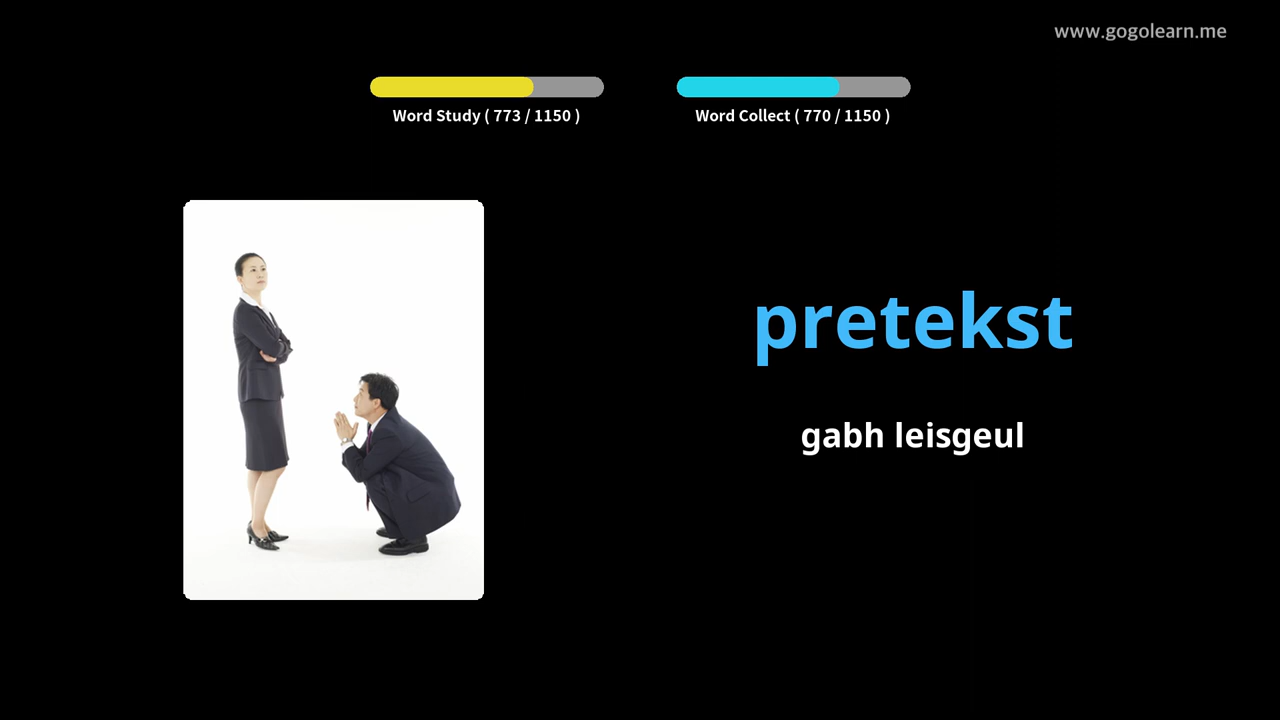 www.gogolearn.me
Word Study ( 773 / 1150 )
Word Collect ( 770 / 1150 )
pretekst
gabh leisgeul